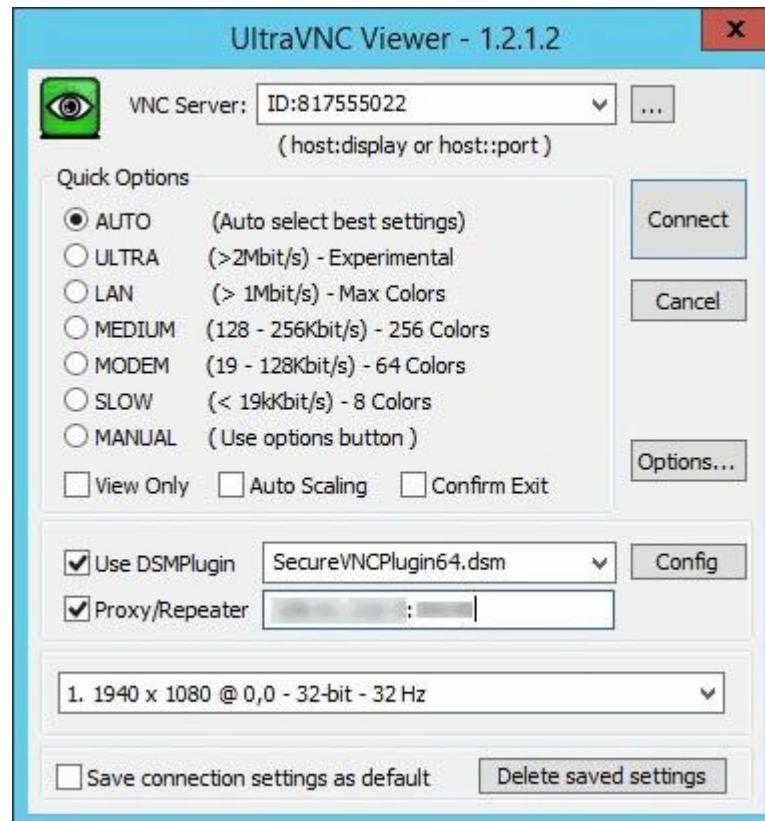 UltraVNC Viewer - 1.2.1.2
x
VNC Server: ID:817555022 ...
( host:display or host::port )
Quick Options
AUTO (Auto select best settings)
Connect
ULTRA (>2Mbit/s) - Experimental
LAN (> 1Mbit/s) - Max Colors
Cancel
MEDIUM (128 - 256Kbit/s) - 256 Colors
MODEM (19 - 128Kbit/s) - 64 Colors
SLOW (< 19kKbit/s) - 8 Colors
MANUAL ( Use options button )
Options...
View Only Auto Scaling Confirm Exit
Use DSMPlugin SecureVNCPlugin64.dsm Config
Proxy/Repeater :
1. 1940 x 1080 @ 0,0 - 32-bit - 32 Hz
Save connection settings as default Delete saved settings